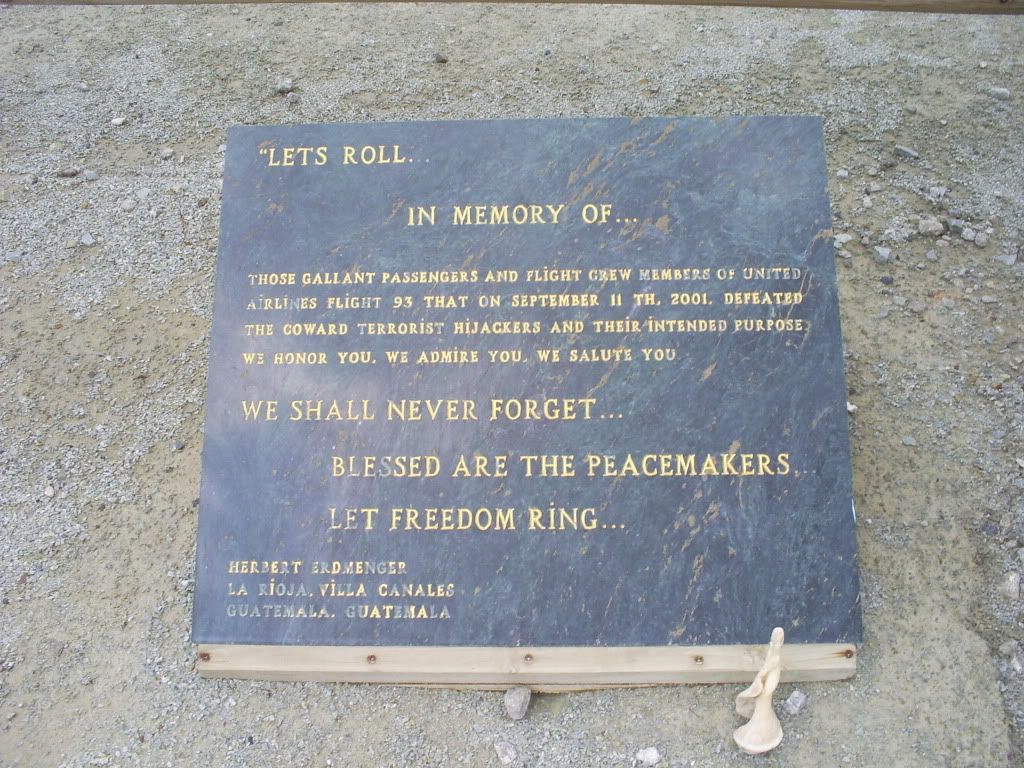 "LETS ROLL...
IN MEMORY OF...
THOSE GALLANT PASSENGERS AND FLIGHT CREW MEMBERS OF UNITED
AIRLINES FLIGHT 93 THAT ON SEPTEMBER 11 TH, 2001, DEFEATED
THE COWARD TERRORIST HIJACKERS AND THEIR INTENDED PURPOSE.
WE HONOR YOU, WE ADMIRE YOU, WE SALUTE YOU
WE SHALL NEVER FORGET...
BLESSED ARE THE PEACEMAKERS...
LET FREEDOM RING...
HERBERT ERDMENGER
LA RIOJA, VILLA CANALES
GUATEMALA, GUATEMALA